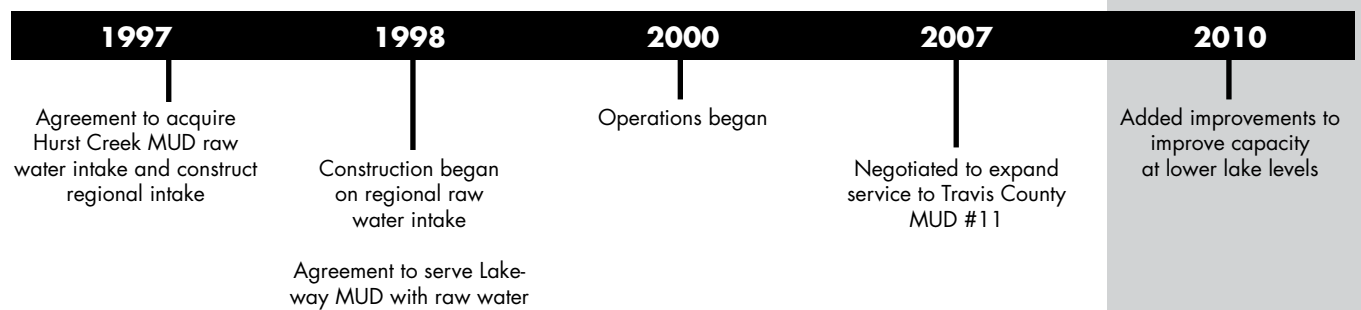 1997
1998
2000
2007
2010
Agreement to acquire
Hurst Creek MUD raw
water intake and construct
regional intake
Construction began
on regional raw
water intake
Agreement to serve Lake-
way MUD with raw water
Operations began
Negotiated to expand
service to Travis County
MUD #11
Added improvements to
improve capacity
at lower lake levels